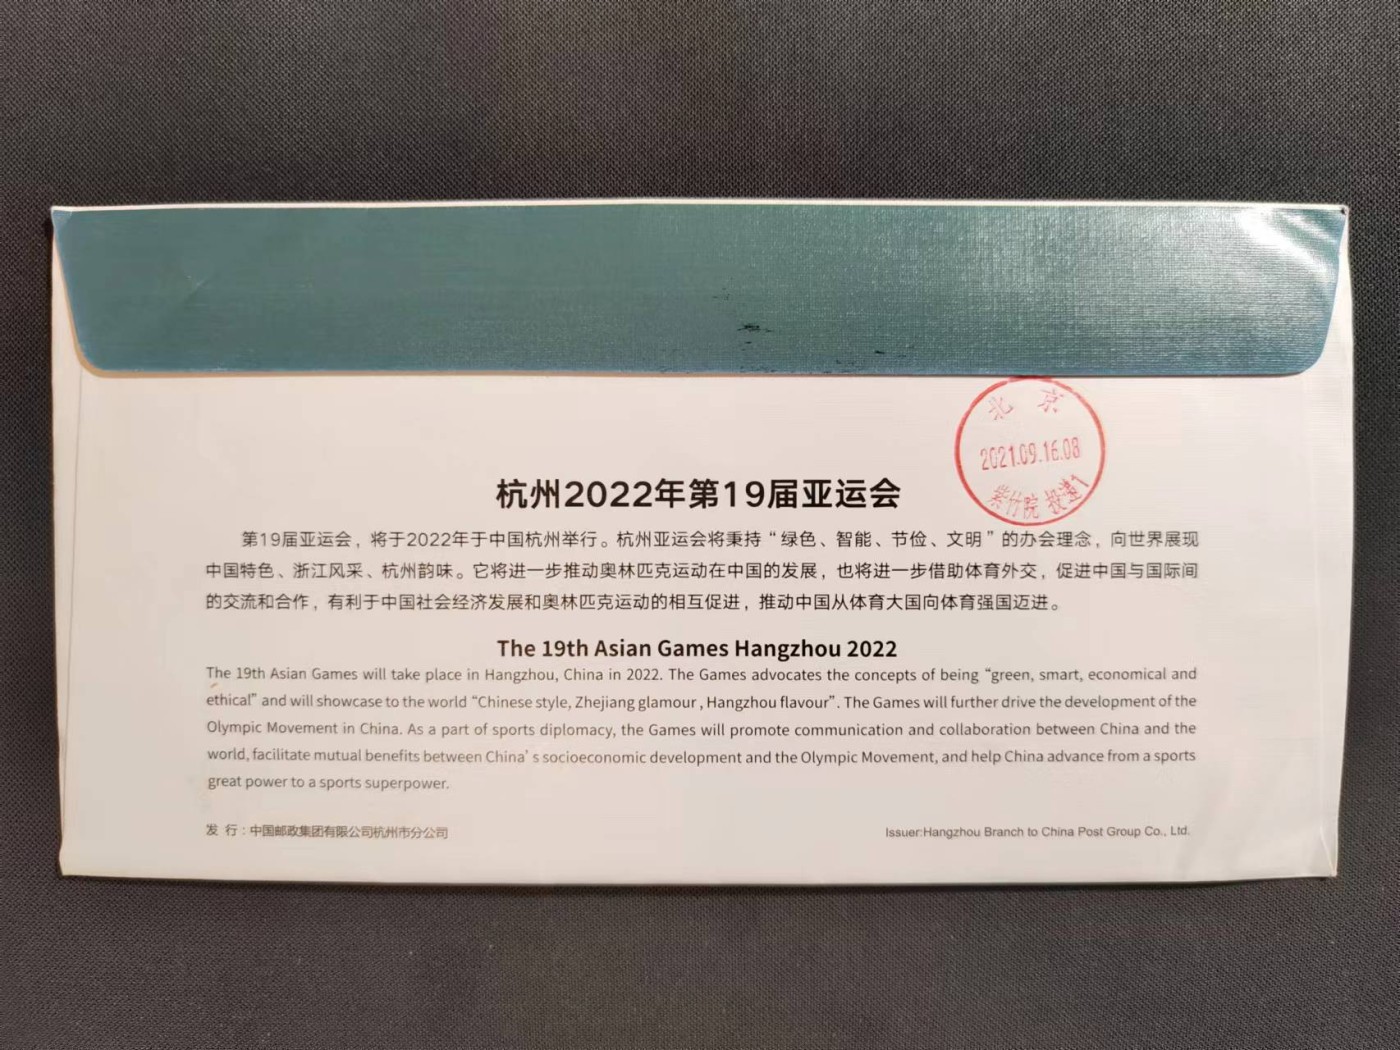 北京
2021.09.16.08
紫竹院 投递1
杭州2022年第19届亚运会
第19届亚运会，将于2022年于中国杭州举行。杭州亚运会将秉持“绿色、智能、节俭、文明”的办会理念，向世界展现
中国特色、浙江风采、杭州韵味。它将进一步推动奥林匹克运动在中国的发展，也将进一步借助体育外交，促进中国与国际间
的交流和合作，有利于中国社会经济发展和奥林匹克运动的相互促进，推动中国从体育大国向体育强国迈进。
The 19th Asian Games Hangzhou 2022
The 19th Asian Games will take place in Hangzhou, China in 2022. The Games advocates the concepts of being “green, smart, economical and
ethical” and will showcase to the world “Chinese style, Zhejiang glamour , Hangzhou flavour”. The Games will further drive the development of the
Olympic Movement in China. As a part of sports diplomacy, the Games will promote communication and collaboration between China and the
world, facilitate mutual benefits between China’ s socioeconomic development and the Olympic Movement, and help China advance from a sports
great power to a sports superpower.
发 行：中国邮政集团有限公司杭州市分公司
Issuer:Hangzhou Branch to China Post Group Co., Ltd.